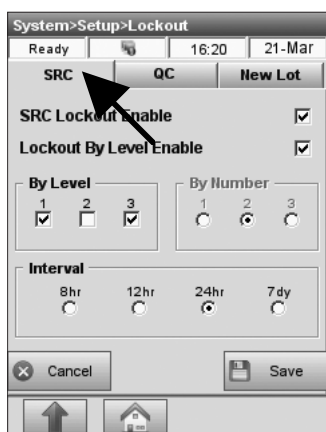 System>Setup>Lockout
Ready 16:20 21-Mar
SRC QC New Lot
SRC Lockout Enable
Lockout By Level Enable
By Level By Number
1 2 3 1 2 3
Interval
8hr 12hr 24hr 7dy
Cancel Save